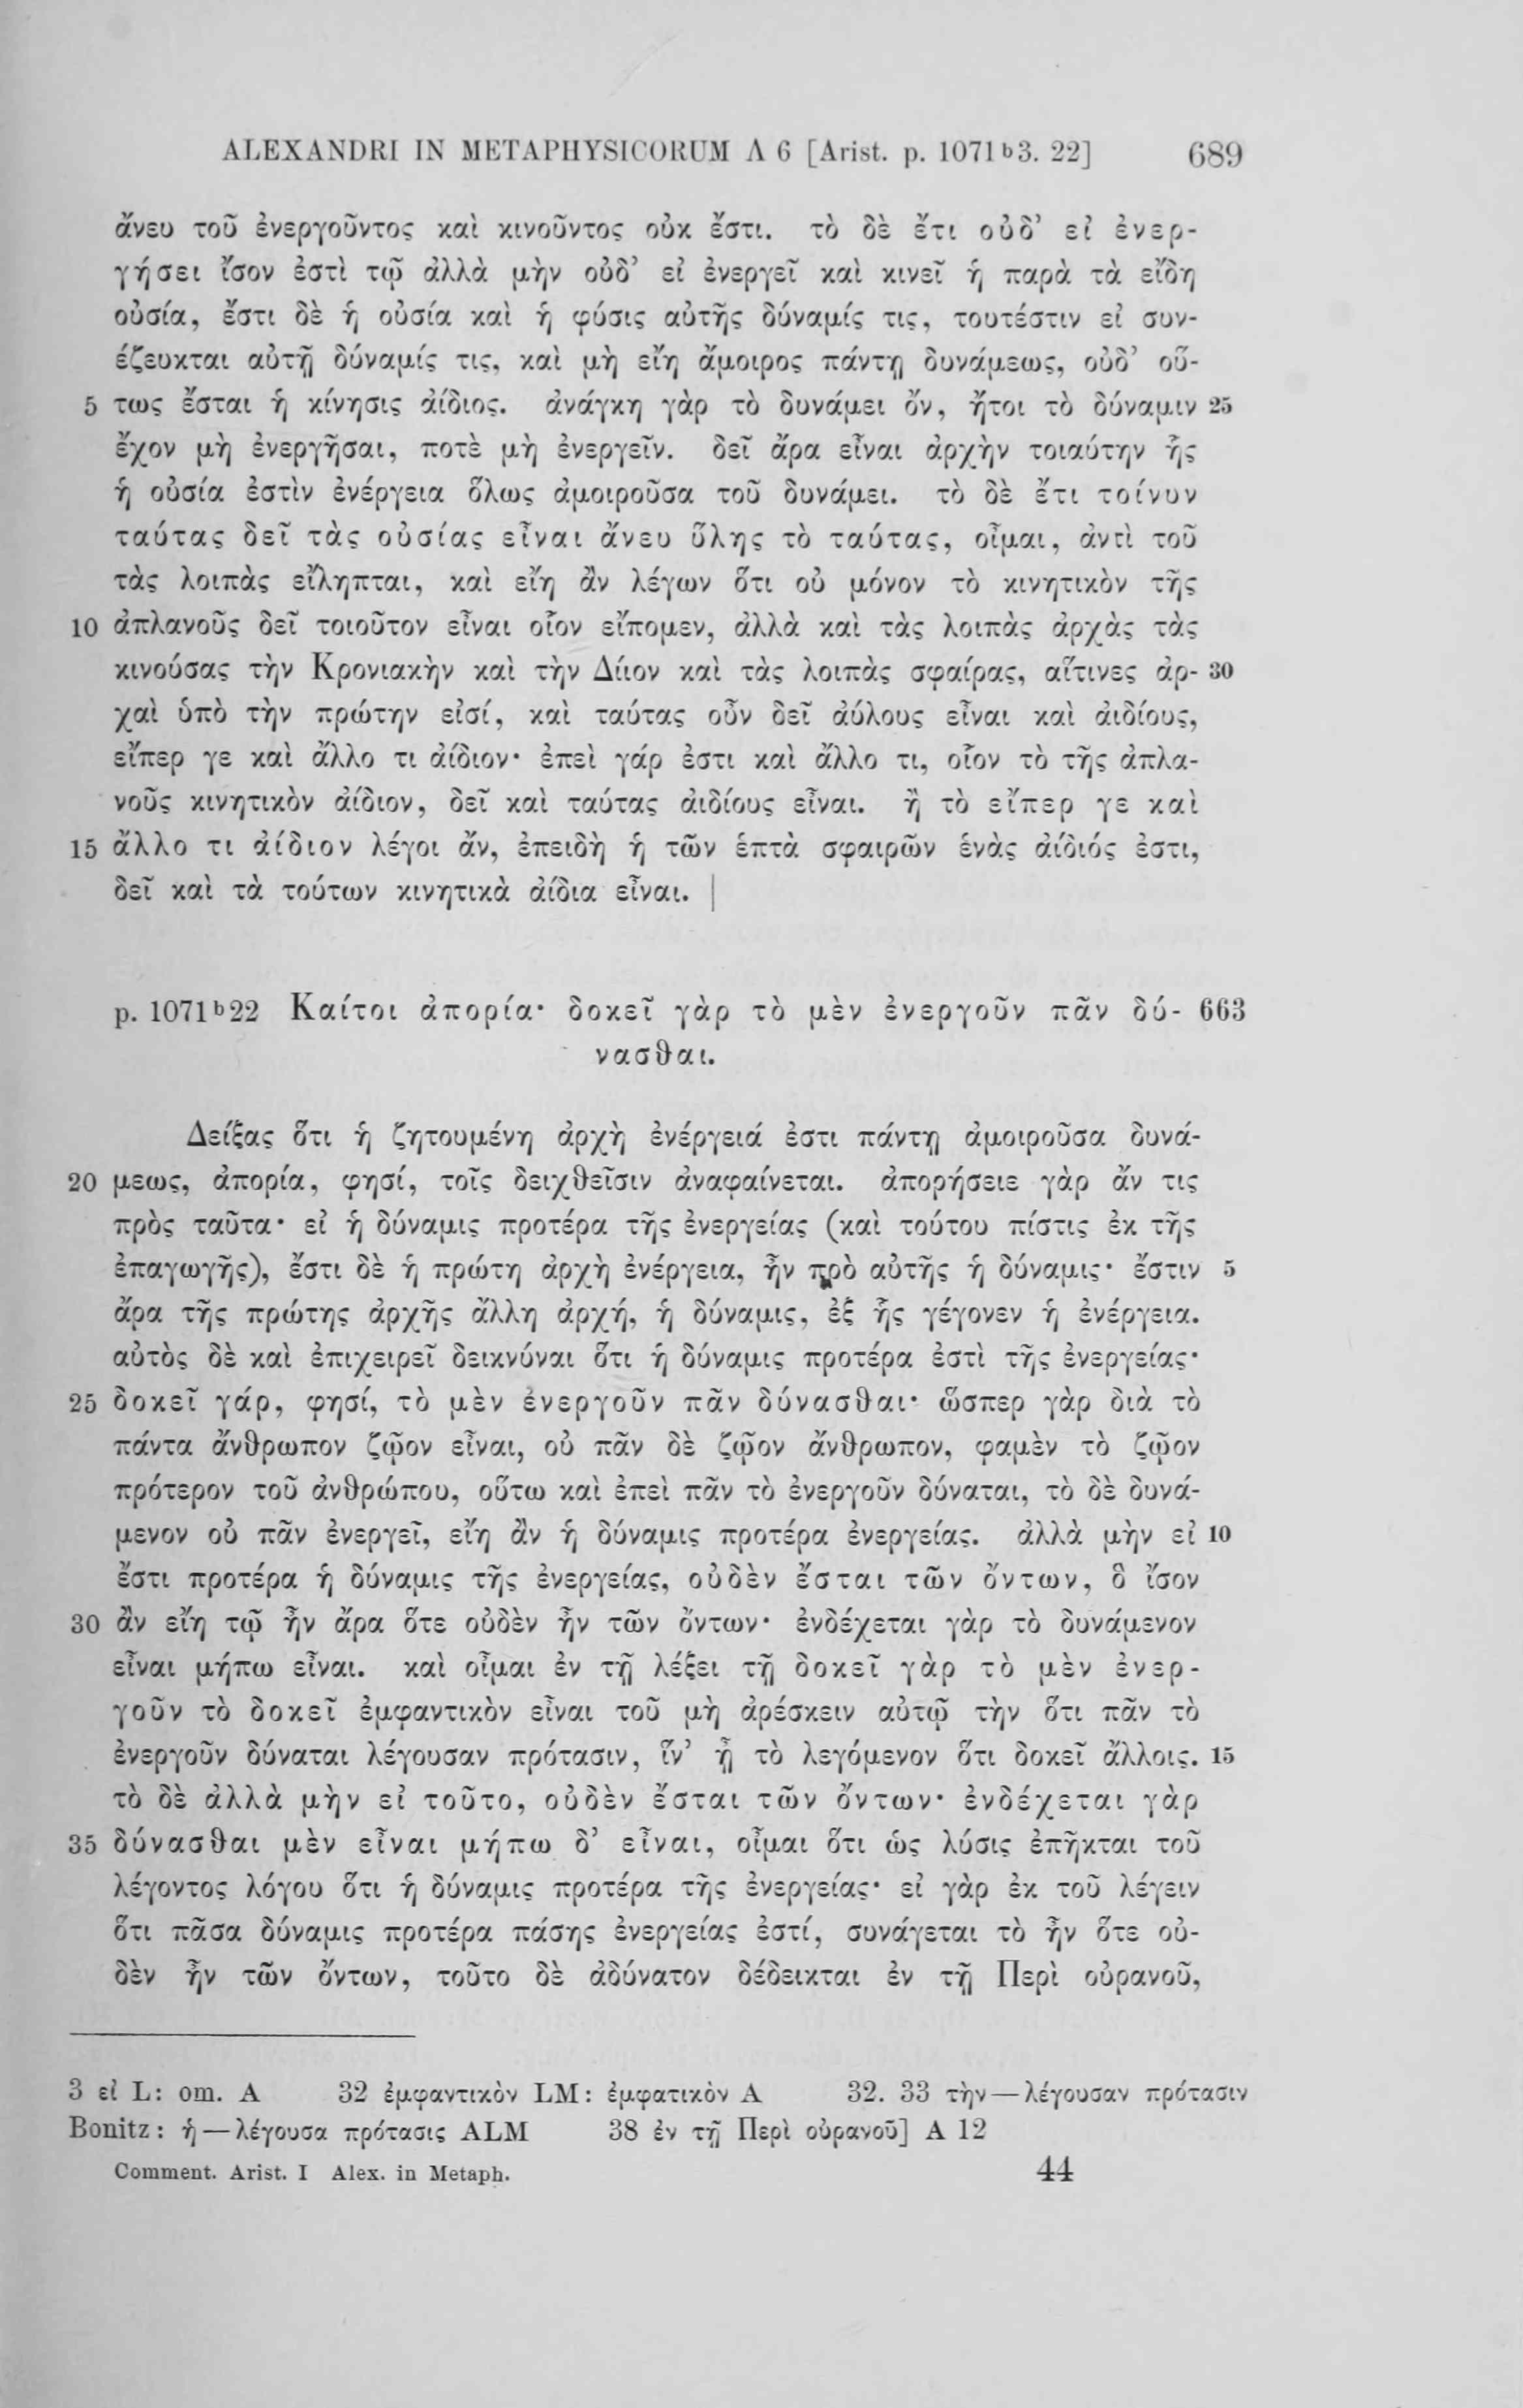 ALEXANDRI IN METAPHYSICORUM Λ 6 [Arist. p. 1071 b 3. 22] 689
ἄνευ τοῦ ἐνεργοῦντος καὶ κινοῦντος οὐκ ἔστι. τὸ δὲ ἔτι οὐδ’ εἰ ἐνερ-
γήσει ἴσον ἐστὶ τῷ ἀλλὰ μὴν οὐδ’ εἰ ἐνεργεῖ καὶ κινεῖ ἡ παρὰ τὰ εἴδη
οὐσία, ἔστι δὲ ἡ οὐσία καὶ ἡ φύσις αὐτῆς δύναμίς τις, τουτέστιν εἰ συν-
έζευκται αὐτῇ δύναμίς τις, καὶ μὴ εἴη ἄμοιρος πάντῃ δυνάμεως, οὐδ’ οὕ-
5 τως ἔσται ἡ κίνησις ἀίδιος. ἀνάγκη γὰρ τὸ δυνάμει ὄν, ἤτοι τὸ δύναμιν 25
ἔχον μὴ ἐνεργῆσαι, ποτὲ μὴ ἐνεργεῖν. δεῖ ἄρα εἶναι ἀρχὴν τοιαύτην ἧς
ἡ οὐσία ἐστὶν ἐνέργεια ὅλως ἀμοιροῦσα τοῦ δυνάμει. τὸ δὲ ἔτι τοίνυν
ταύτας δεῖ τὰς οὐσίας εἶναι ἄνευ ὕλης τὸ ταύτας, οἶμαι, ἀντὶ τοῦ
τὰς λοιπὰς εἴληπται, καὶ εἴη ἂν λέγων ὅτι οὐ μόνον τὸ κινητικὸν τῆς
10 ἀπλανοῦς δεῖ τοιοῦτον εἶναι οἷον εἴπομεν, ἀλλὰ καὶ τὰς λοιπὰς ἀρχὰς τὰς
κινούσας τὴν Κρονιακὴν καὶ τὴν Δίιον καὶ τὰς λοιπὰς σφαίρας, αἵτινες ἀρ- 30
χαὶ ὑπὸ τὴν πρώτην εἰσί, καὶ ταύτας οὖν δεῖ ἀύλους εἶναι καὶ ἀιδίους,
εἴπερ γε καὶ ἄλλο τι ἀίδιον· ἐπεὶ γάρ ἐστι καὶ ἄλλο τι, οἷον τὸ τῆς ἀπλα-
νοῦς κινητικὸν ἀίδιον, δεῖ καὶ ταύτας ἀιδίους εἶναι. ἢ τὸ εἴπερ γε καὶ
15 ἄλλο τι ἀίδιον λέγοι ἄν, ἐπειδὴ ἡ τῶν ἑπτὰ σφαιρῶν ἑνὰς ἀίδιός ἐστι,
δεῖ καὶ τὰ τούτων κινητικὰ ἀίδια εἶναι. |
p. 1071 b 22 Καίτοι ἀπορία· δοκεῖ γὰρ τὸ μὲν ἐνεργοῦν πᾶν δύ- 663
νασθαι.
Δείξας ὅτι ἡ ζητουμένη ἀρχὴ ἐνέργειά ἐστι πάντῃ ἀμοιροῦσα δυνά-
20 μεως, ἀπορία, φησί, τοῖς δειχθεῖσιν ἀναφαίνεται. ἀπορήσειε γὰρ ἄν τις
πρὸς ταῦτα· εἰ ἡ δύναμις προτέρα τῆς ἐνεργείας (καὶ τούτου πίστις ἐκ τῆς
ἐπαγωγῆς), ἔστι δὲ ἡ πρώτη ἀρχὴ ἐνέργεια, ἦν πρὸ αὐτῆς ἡ δύναμις· ἔστιν 5
ἄρα τῆς πρώτης ἀρχῆς ἄλλη ἀρχή, ἡ δύναμις, ἐξ ἧς γέγονεν ἡ ἐνέργεια.
αὐτὸς δὲ καὶ ἐπιχειρεῖ δεικνύναι ὅτι ἡ δύναμις προτέρα ἐστὶ τῆς ἐνεργείας·
25 δοκεῖ γάρ, φησί, τὸ μὲν ἐνεργοῦν πᾶν δύνασθαι· ὥσπερ γὰρ διὰ τὸ
πάντα ἄνθρωπον ζῷον εἶναι, οὐ πᾶν δὲ ζῷον ἄνθρωπον, φαμὲν τὸ ζῷον
πρότερον τοῦ ἀνθρώπου, οὕτω καὶ ἐπεὶ πᾶν τὸ ἐνεργοῦν δύναται, τὸ δὲ δυνά-
μενον οὐ πᾶν ἐνεργεῖ, εἴη ἂν ἡ δύναμις προτέρα ἐνεργείας. ἀλλὰ μὴν εἰ 10
ἔστι προτέρα ἡ δύναμις τῆς ἐνεργείας, οὐδὲν ἔσται τῶν ὄντων, ὃ ἴσον
30 ἂν εἴη τῷ ἦν ἄρα ὅτε οὐδὲν ἦν τῶν ὄντων· ἐνδέχεται γὰρ τὸ δυνάμενον
εἶναι μήπω εἶναι. καὶ οἶμαι ἐν τῇ λέξει τῇ δοκεῖ γὰρ τὸ μὲν ἐνερ-
γοῦν τὸ δοκεῖ ἐμφαντικὸν εἶναι τοῦ μὴ ἀρέσκειν αὐτῷ τὴν ὅτι πᾶν τὸ
ἐνεργοῦν δύναται λέγουσαν πρότασιν, ἵν’ ᾖ τὸ λεγόμενον ὅτι δοκεῖ ἄλλοις. 15
τὸ δὲ ἀλλὰ μὴν εἰ τοῦτο, οὐδὲν ἔσται τῶν ὄντων· ἐνδέχεται γὰρ
35 δύνασθαι μὲν εἶναι μήπω δ’ εἶναι, οἶμαι ὅτι ὡς λύσις ἐπῆκται τοῦ
λέγοντος λόγου ὅτι ἡ δύναμις προτέρα τῆς ἐνεργείας· εἰ γὰρ ἐκ τοῦ λέγειν
ὅτι πᾶσα δύναμις προτέρα πάσης ἐνεργείας ἐστί, συνάγεται τὸ ἦν ὅτε οὐ-
δὲν ἦν τῶν ὄντων, τοῦτο δὲ ἀδύνατον δέδεικται ἐν τῇ Περὶ οὐρανοῦ,
3 εἰ L: om. A 32 ἐμφαντικὸν LM: ἐμφατικὸν A 32. 33 τὴν — λέγουσαν πρότασιν
Bonitz: ἡ — λέγουσα πρότασις ALM 38 ἐν τῇ Περὶ οὐρανοῦ] A 12
Comment. Arist. I Alex. in Metaph. 44